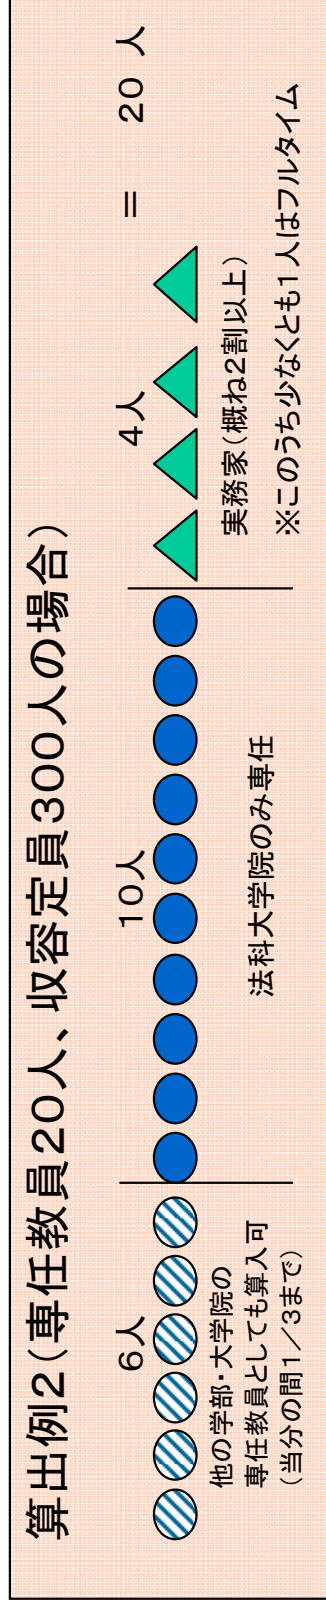 算出例2(専任教員20人、収容定員300人の場合)
6人
10人
4人
＝ 20 人
他の学部・大学院の
専任教員としても算入可
(当分の間1/3まで)
法科大学院のみ専任
実務家(概ね2割以上)
※このうち少なくとも1人はフルタイム